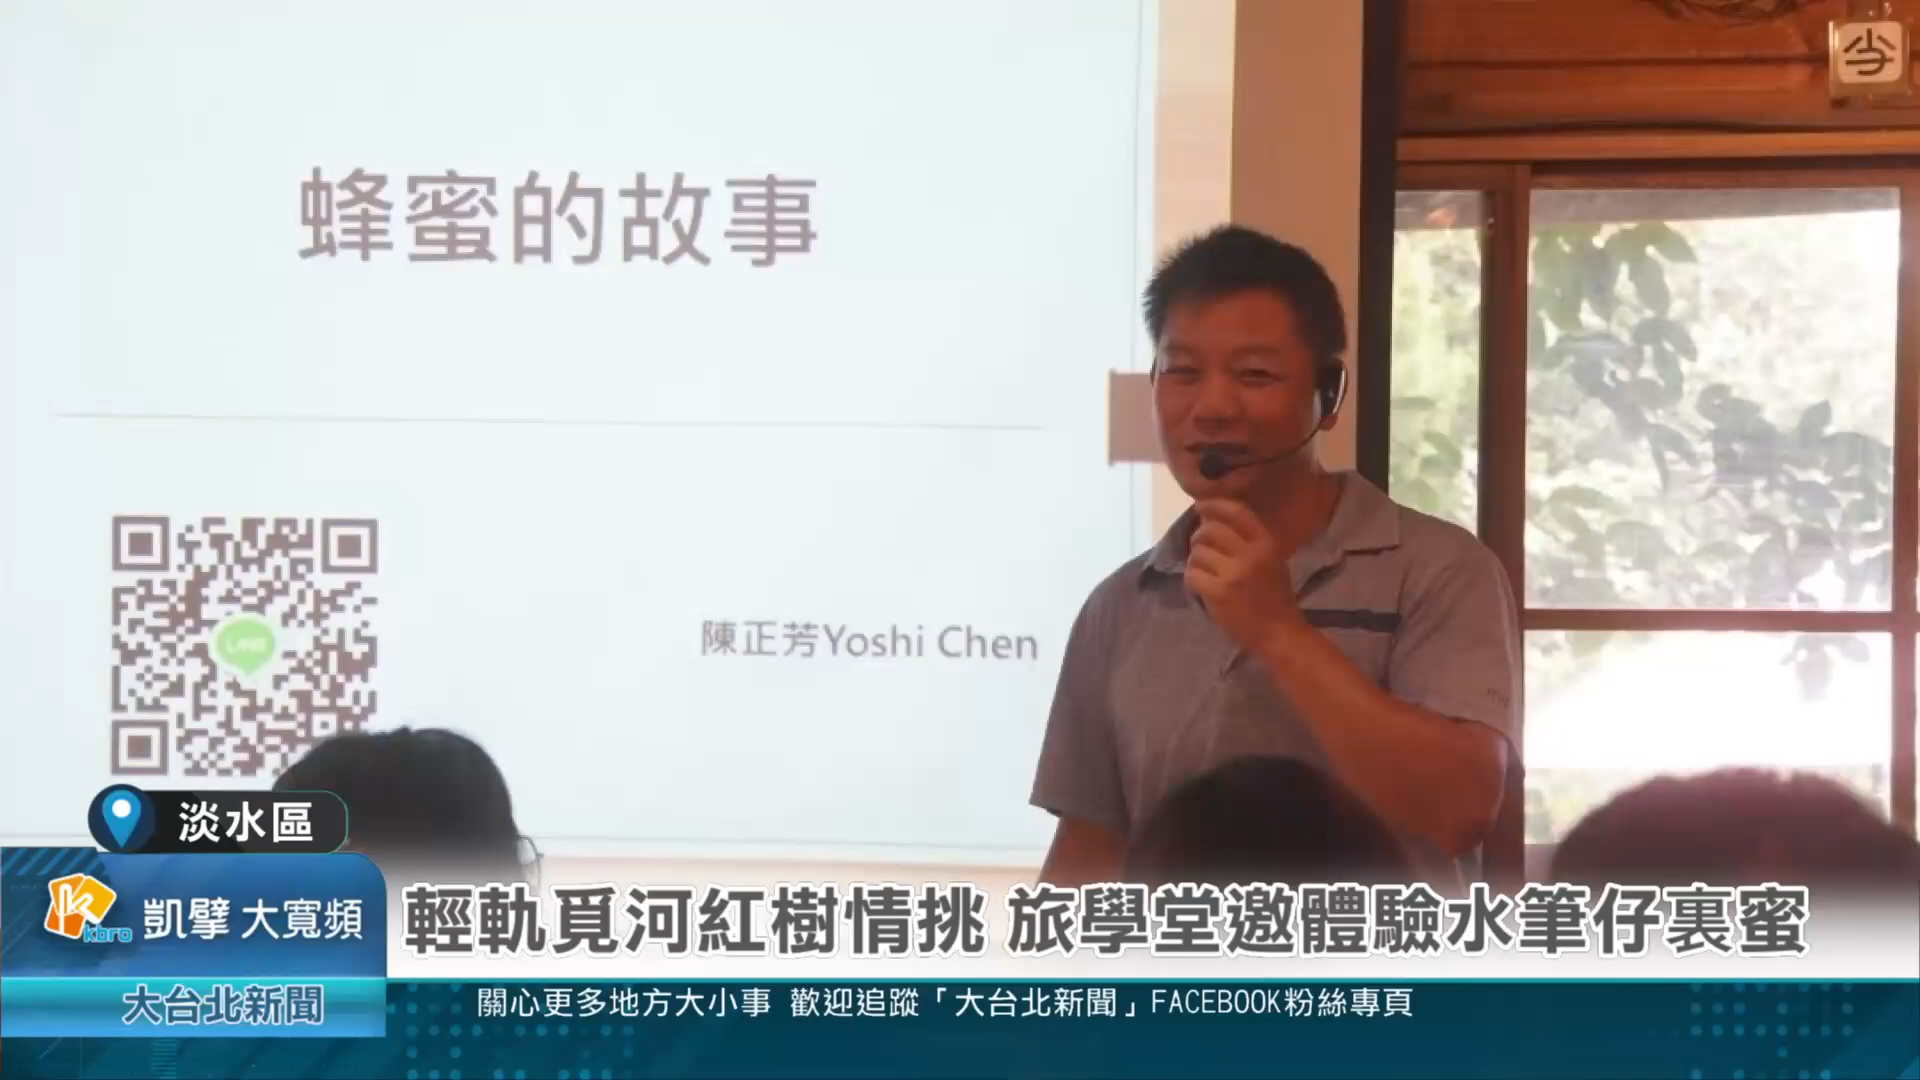 蜂蜜的故事
LINE
陳正芳Yoshi Chen
淡水區
kbro 凱擘 大寬頻
輕軌覓河紅樹情挑 旅學堂邀體驗水筆仔裏蜜
大台北新聞
關心更多地方大小事 歡迎追蹤「大台北新聞」FACEBOOK粉絲專頁